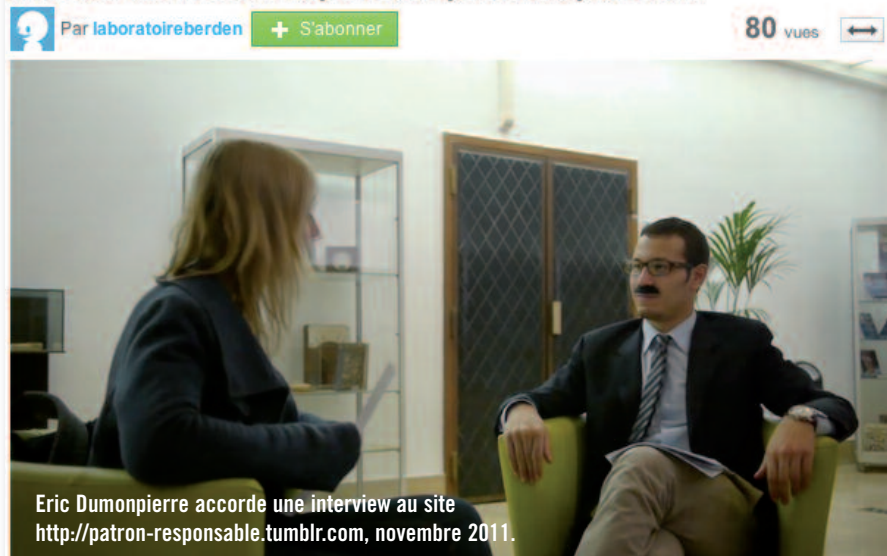 Par laboratoireberden + S'abonner 80 vues
Eric Dumonpierre accorde une interview au site
http://patron-responsable.tumblr.com, novembre 2011.